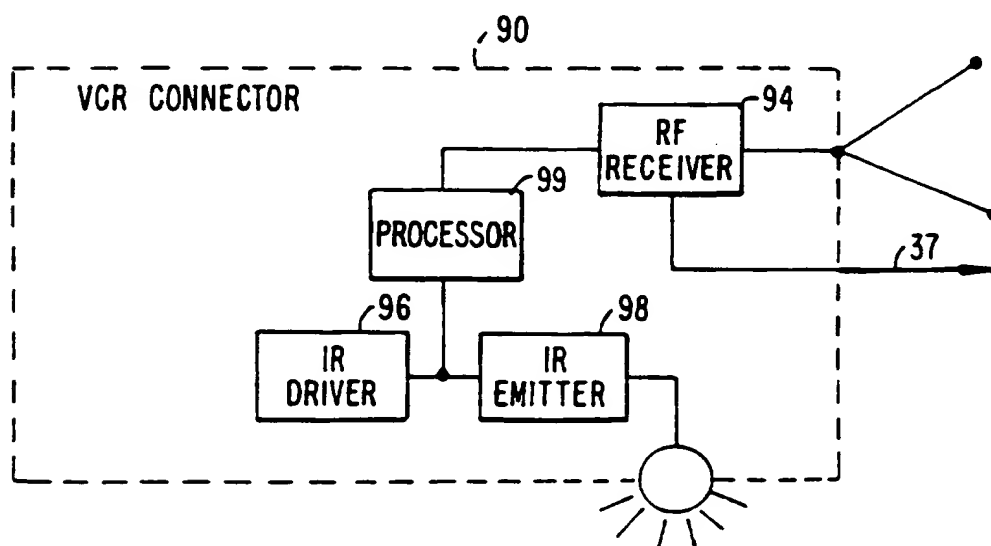 90
VCR CONNECTOR
94
RF
RECEIVER
99
PROCESSOR
37
96
IR
DRIVER
98
IR
EMITTER